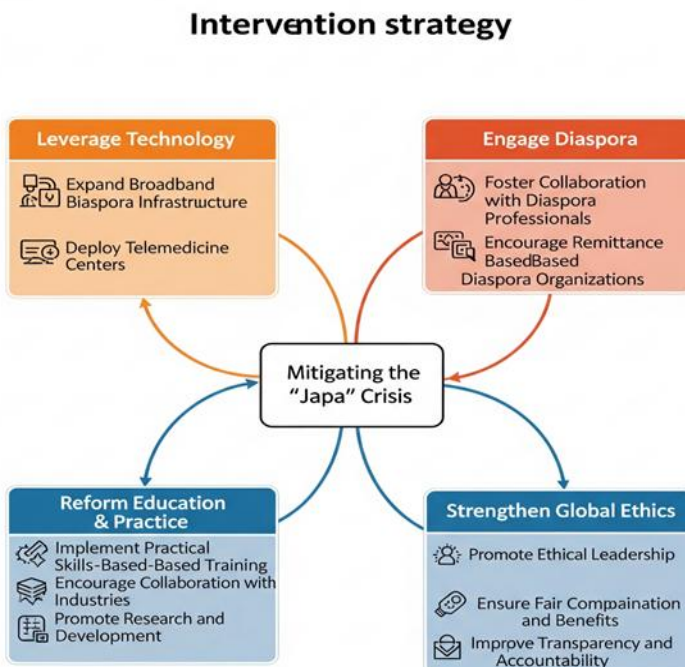 Intervention strategy
Leverage Technology
Expand Broadband
Biaspora Infrastructure
Deploy Telemedicine
Centers
Engage Diaspora
Foster Collaboration
with Diaspora
Professionals
Encourage Remittance
BasedBased
Diaspora Organizations
Mitigating the
"Japa" Crisis
Reform Education
& Practice
Implement Practical
Skills-Based-Based Training
Encourage Collaboration with
Industries
Promote Research and
Development
Strengthen Global Ethics
Promote Ethical Leadership
Ensure Fair Compaination
and Benefits
Improve Transparency and
Accountability